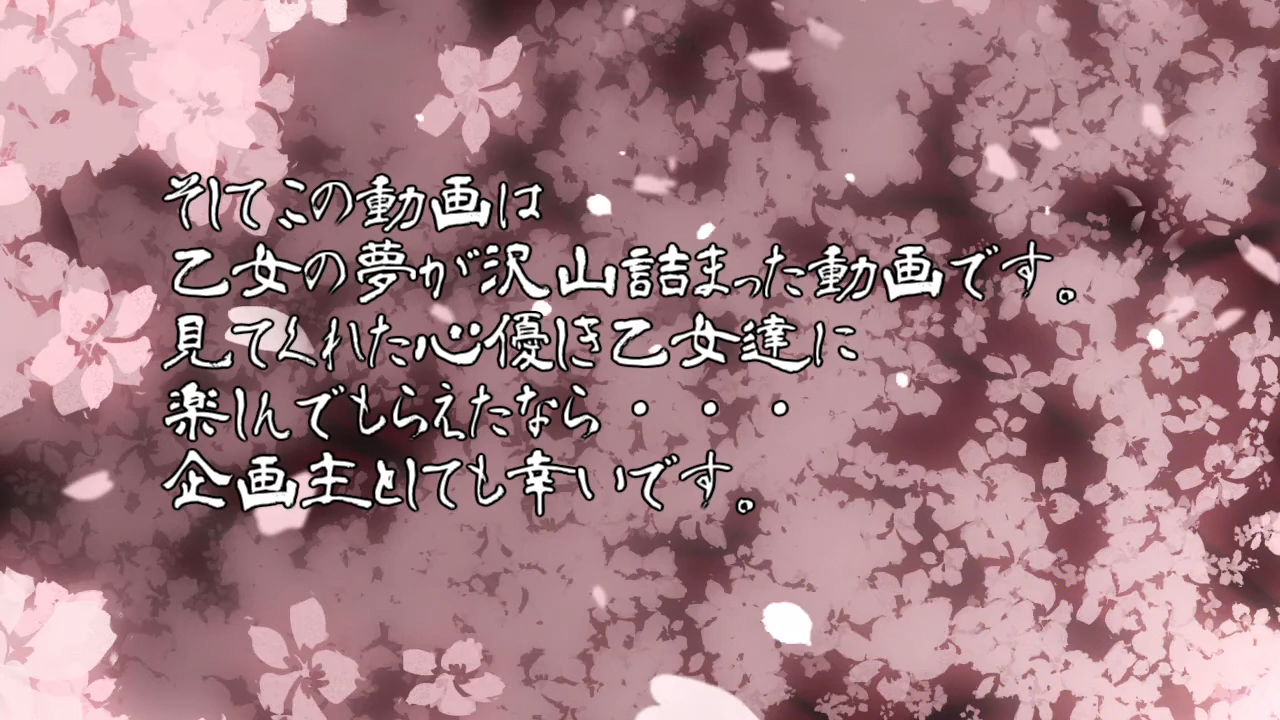 そしてこの動画は
乙女の夢が沢山詰まった動画です。
見てくれた心優しき乙女達に
楽しんでもらえたなら・・・
企画主としても幸いです。